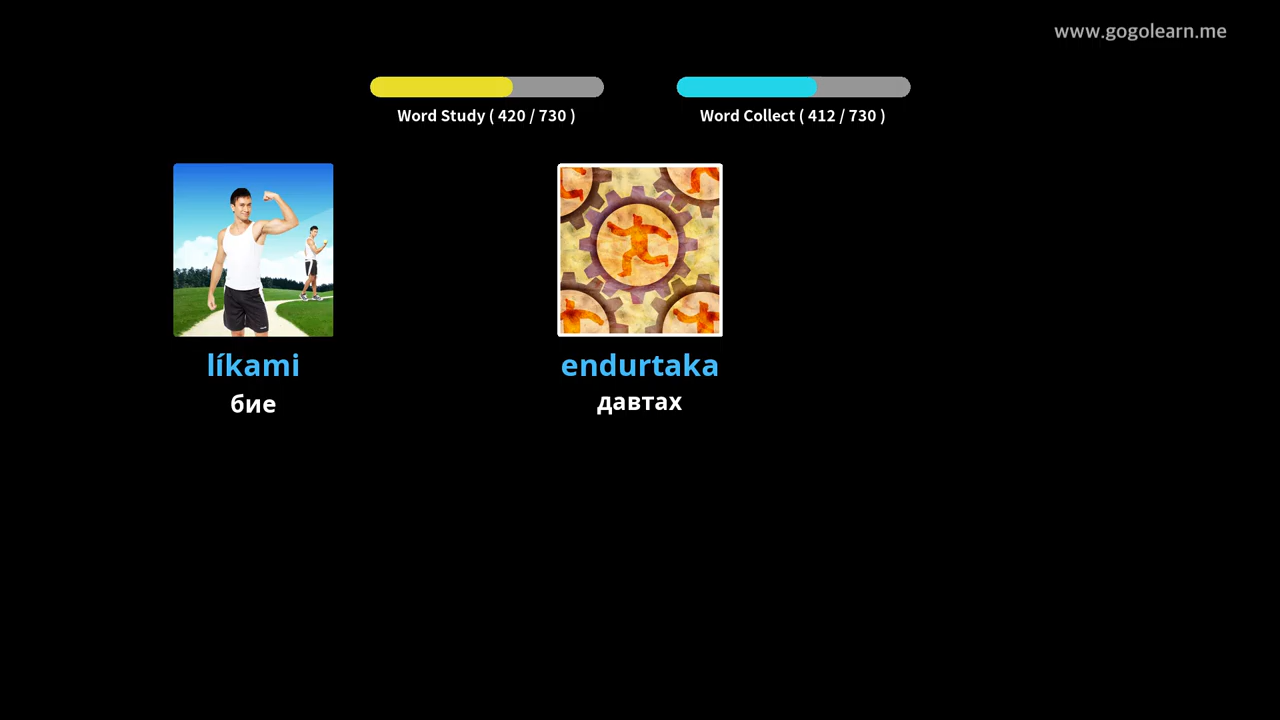 www.gogolearn.me
Word Study ( 420 / 730 )
Word Collect ( 412 / 730 )
líkami
endurtaka
бие
давтах